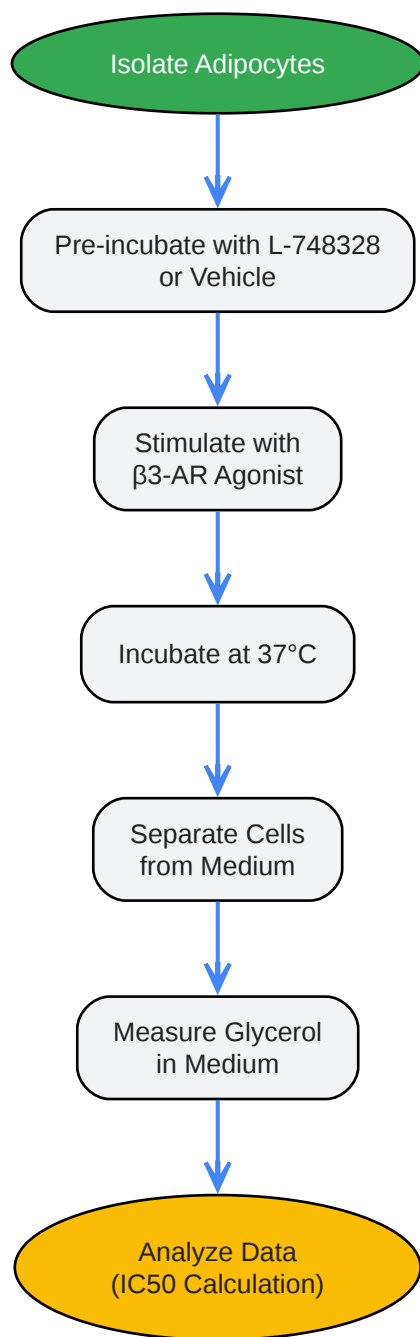 Isolate Adipocytes
Pre-incubate with L-748328
or Vehicle
Stimulate with
β3-AR Agonist
Incubate at 37°C
Separate Cells
from Medium
Measure Glycerol
in Medium
Analyze Data
(IC50 Calculation)